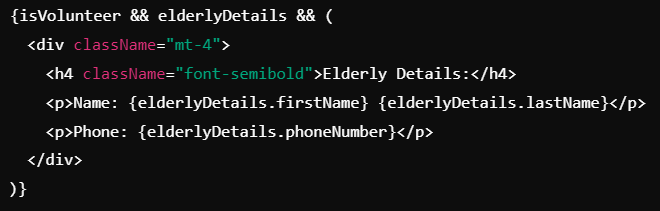 {isVolunteer && elderlyDetails && (
  <div className="mt-4">
    <h4 className="font-semibold">Elderly Details:</h4>
    <p>Name: {elderlyDetails.firstName} {elderlyDetails.lastName}</p>
    <p>Phone: {elderlyDetails.phoneNumber}</p>
  </div>
)}